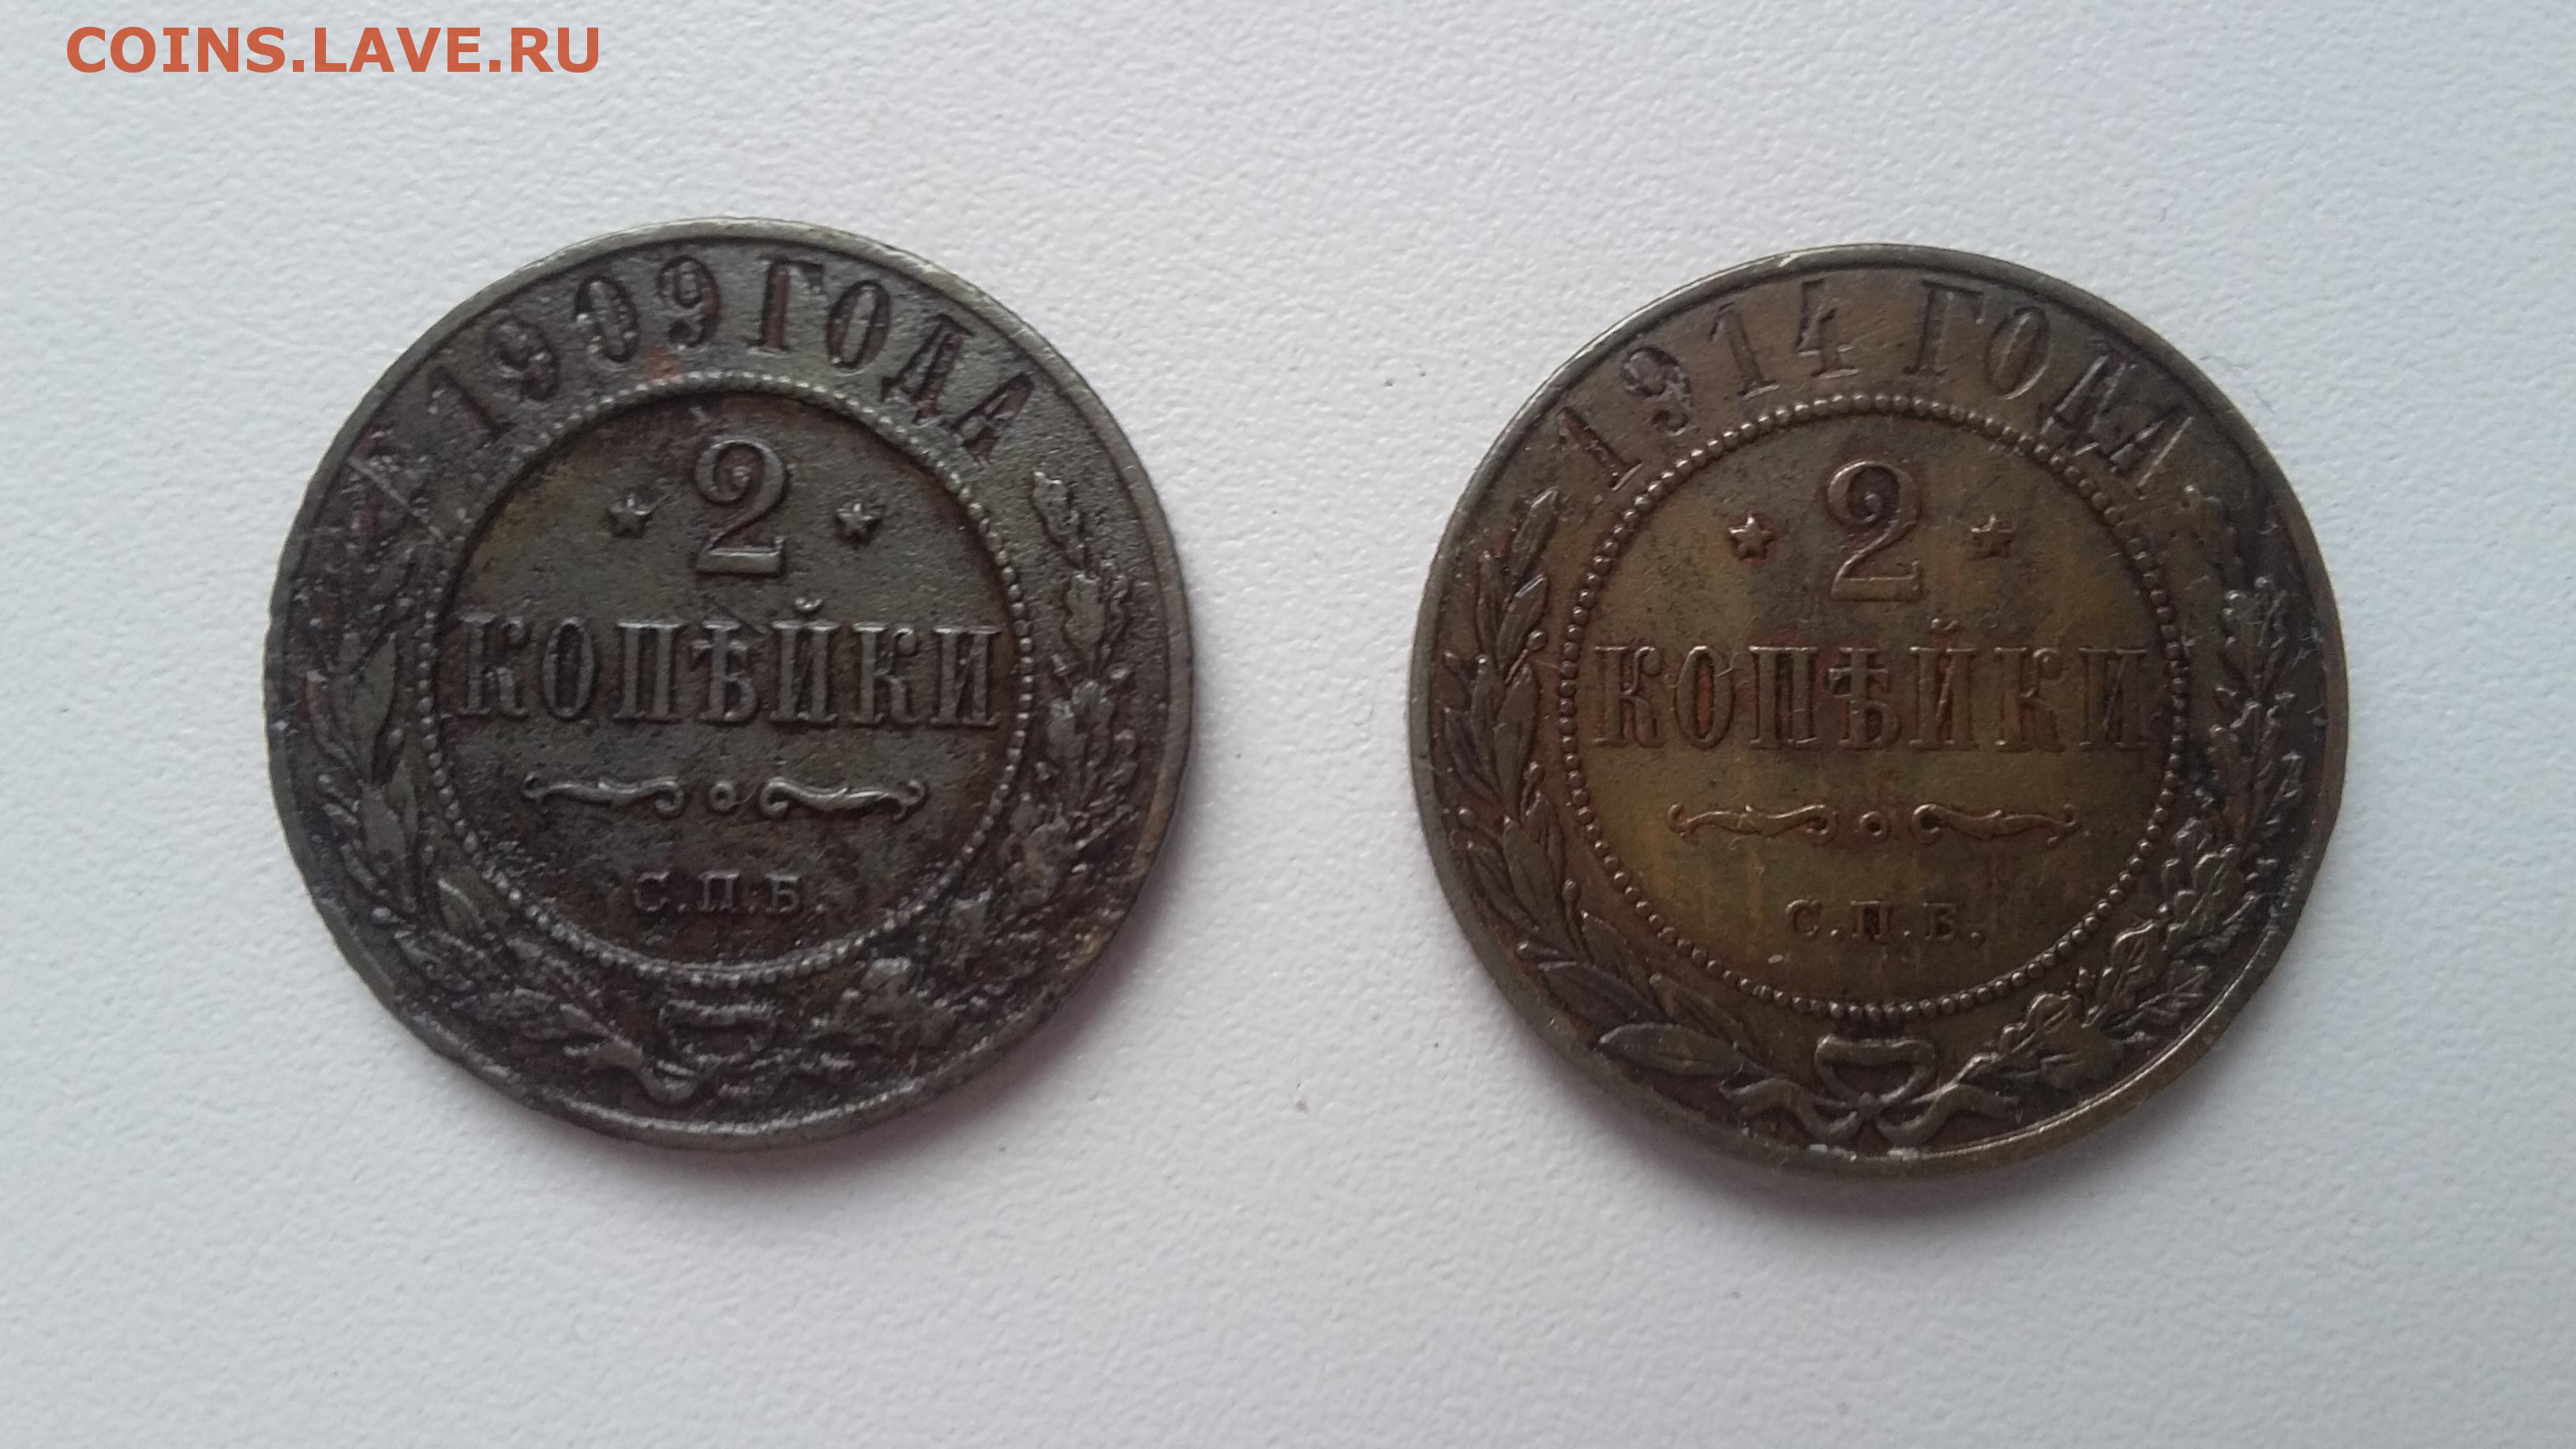 COINS.LAVE.RU
1909 ГОДА
2
КОПѢЙКИ
С.П.Б.
1914 ГОДА
2
КОПѢЙКИ
С.П.Б.